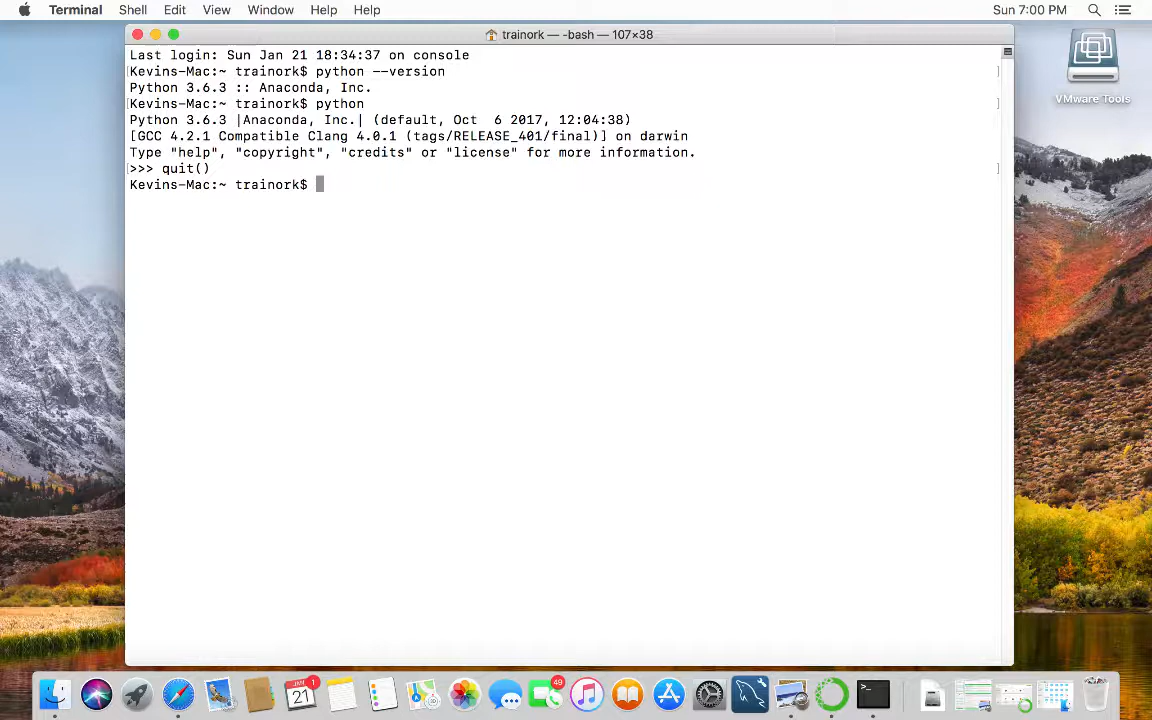 Terminal Shell Edit View Window Help Help Sun 7:00 PM
trainork — -bash — 107×38
Last login: Sun Jan 21 18:34:37 on console
[Kevins-Mac:~ trainork$ python --version ]
Python 3.6.3 :: Anaconda, Inc.
[Kevins-Mac:~ trainork$ python ]
Python 3.6.3 |Anaconda, Inc.| (default, Oct  6 2017, 12:04:38)
[GCC 4.2.1 Compatible Clang 4.0.1 (tags/RELEASE_401/final)] on darwin
Type "help", "copyright", "credits" or "license" for more information.
[>>> quit() ]
Kevins-Mac:~ trainork$
VMware Tools
JAN 21
1
49
>_